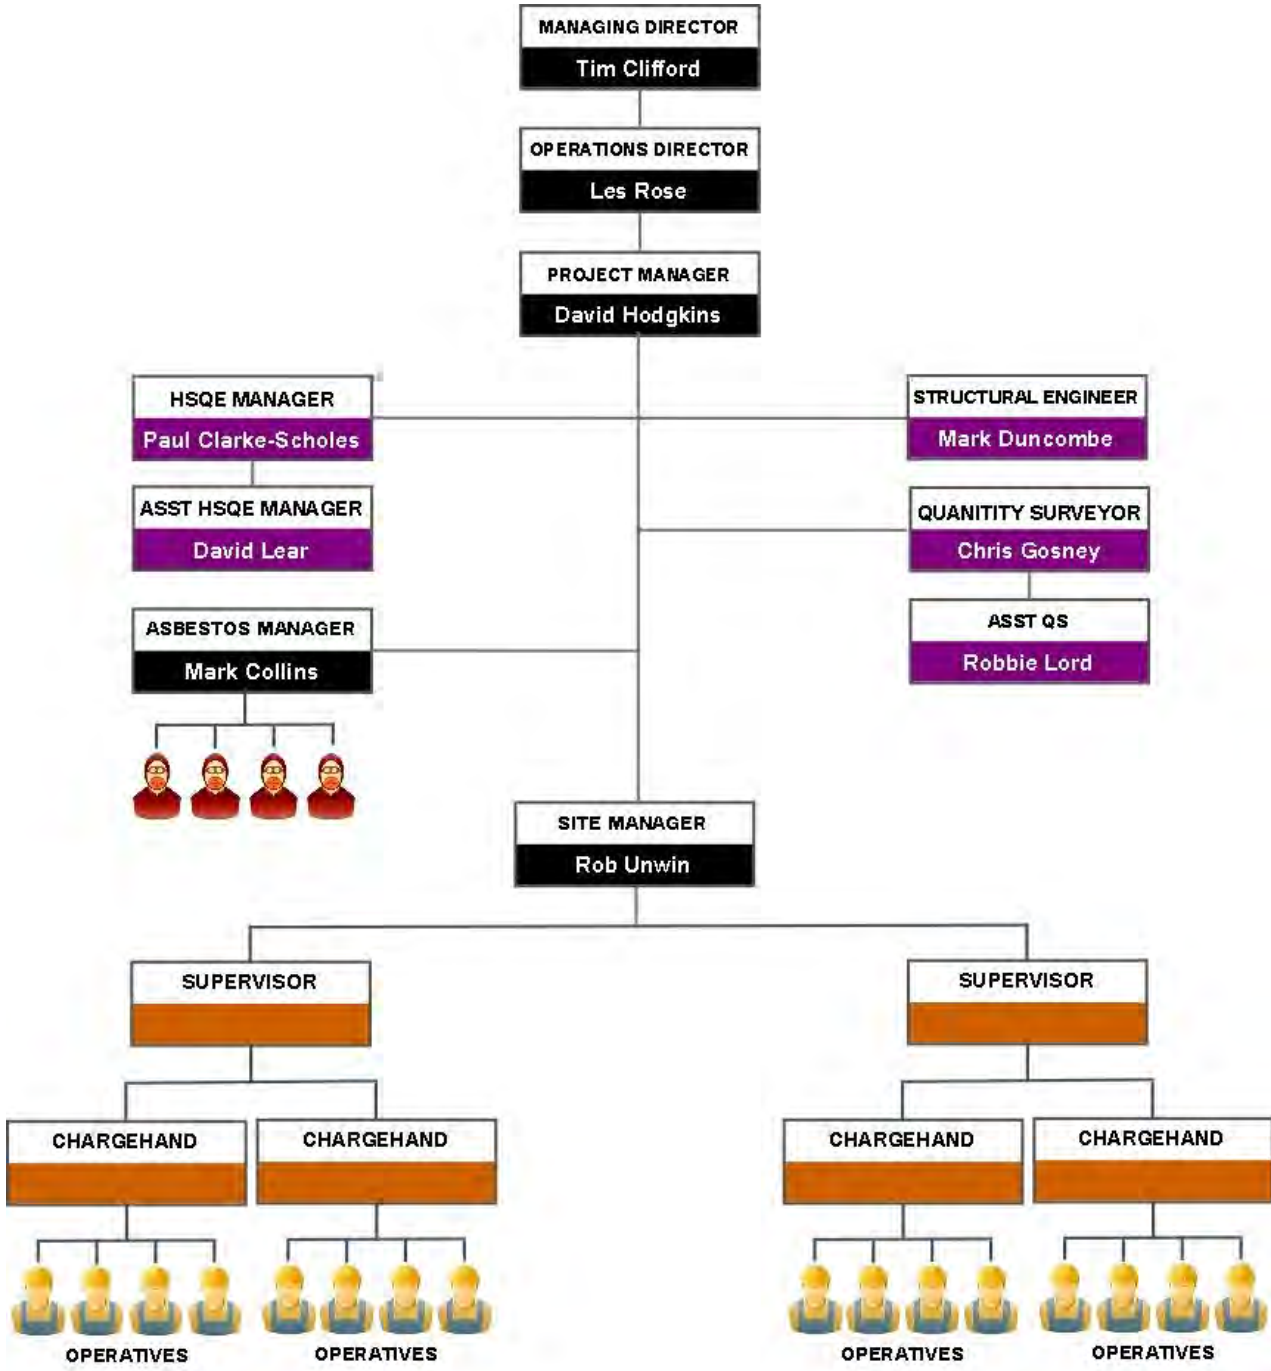 MANAGING DIRECTOR
Tim Clifford
OPERATIONS DIRECTOR
Les Rose
PROJECT MANAGER
David Hodgkins
HSQE MANAGER
Paul Clarke-Scholes
STRUCTURAL ENGINEER
Mark Duncombe
ASST HSQE MANAGER
David Lear
QUANITITY SURVEYOR
Chris Gosney
ASBESTOS MANAGER
Mark Collins
ASST QS
Robbie Lord
SITE MANAGER
Rob Unwin
SUPERVISOR
SUPERVISOR
CHARGEHAND
CHARGEHAND
CHARGEHAND
CHARGEHAND
OPERATIVES
OPERATIVES
OPERATIVES
OPERATIVES